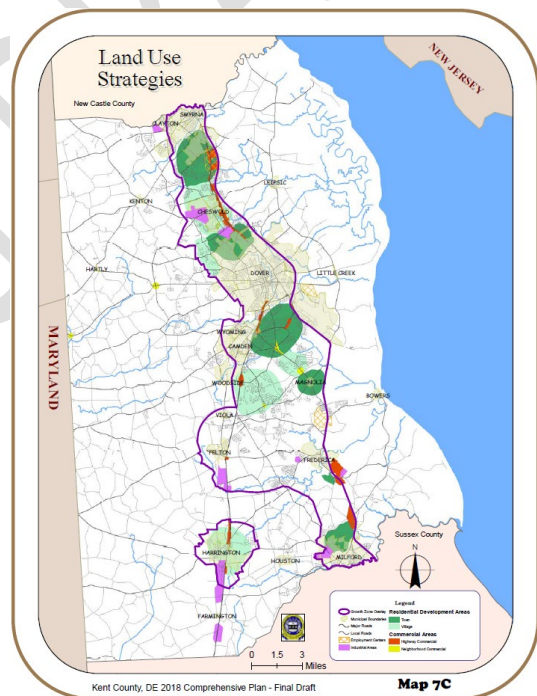 Land Use
Strategies
NEW JERSEY
New Castle County
SMYRNA
CLAYTON
LEIPSIC
KENTON
CHESWOLD
HARTLY
DOVER
LITTLE CREEK
WYOMING
CAMDEN
MARYLAND
WOODSIDE
MAGNOLIA
BOWERS
VIOLA
FELTON
FREDERICA
Sussex County
N
HARRINGTON
HOUSTON
MILFORD
FARMINGTON
Legend
Growth Zone Overlay
Municipal Boundaries
Major Roads
Local Roads
Employment Centers
Industrial Areas
Residential Development Areas
Town
Village
Commercial Areas
Highway Commercial
Neighborhood Commercial
0 1.5 3
Miles
Kent County, DE 2018 Comprehensive Plan - Final Draft
Map 7C